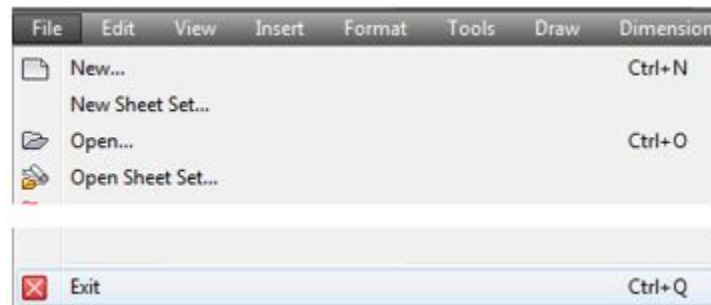 File Edit View Insert Format Tools Draw Dimension
New... Ctrl+N
New Sheet Set...
Open... Ctrl+O
Open Sheet Set...
Exit Ctrl+Q